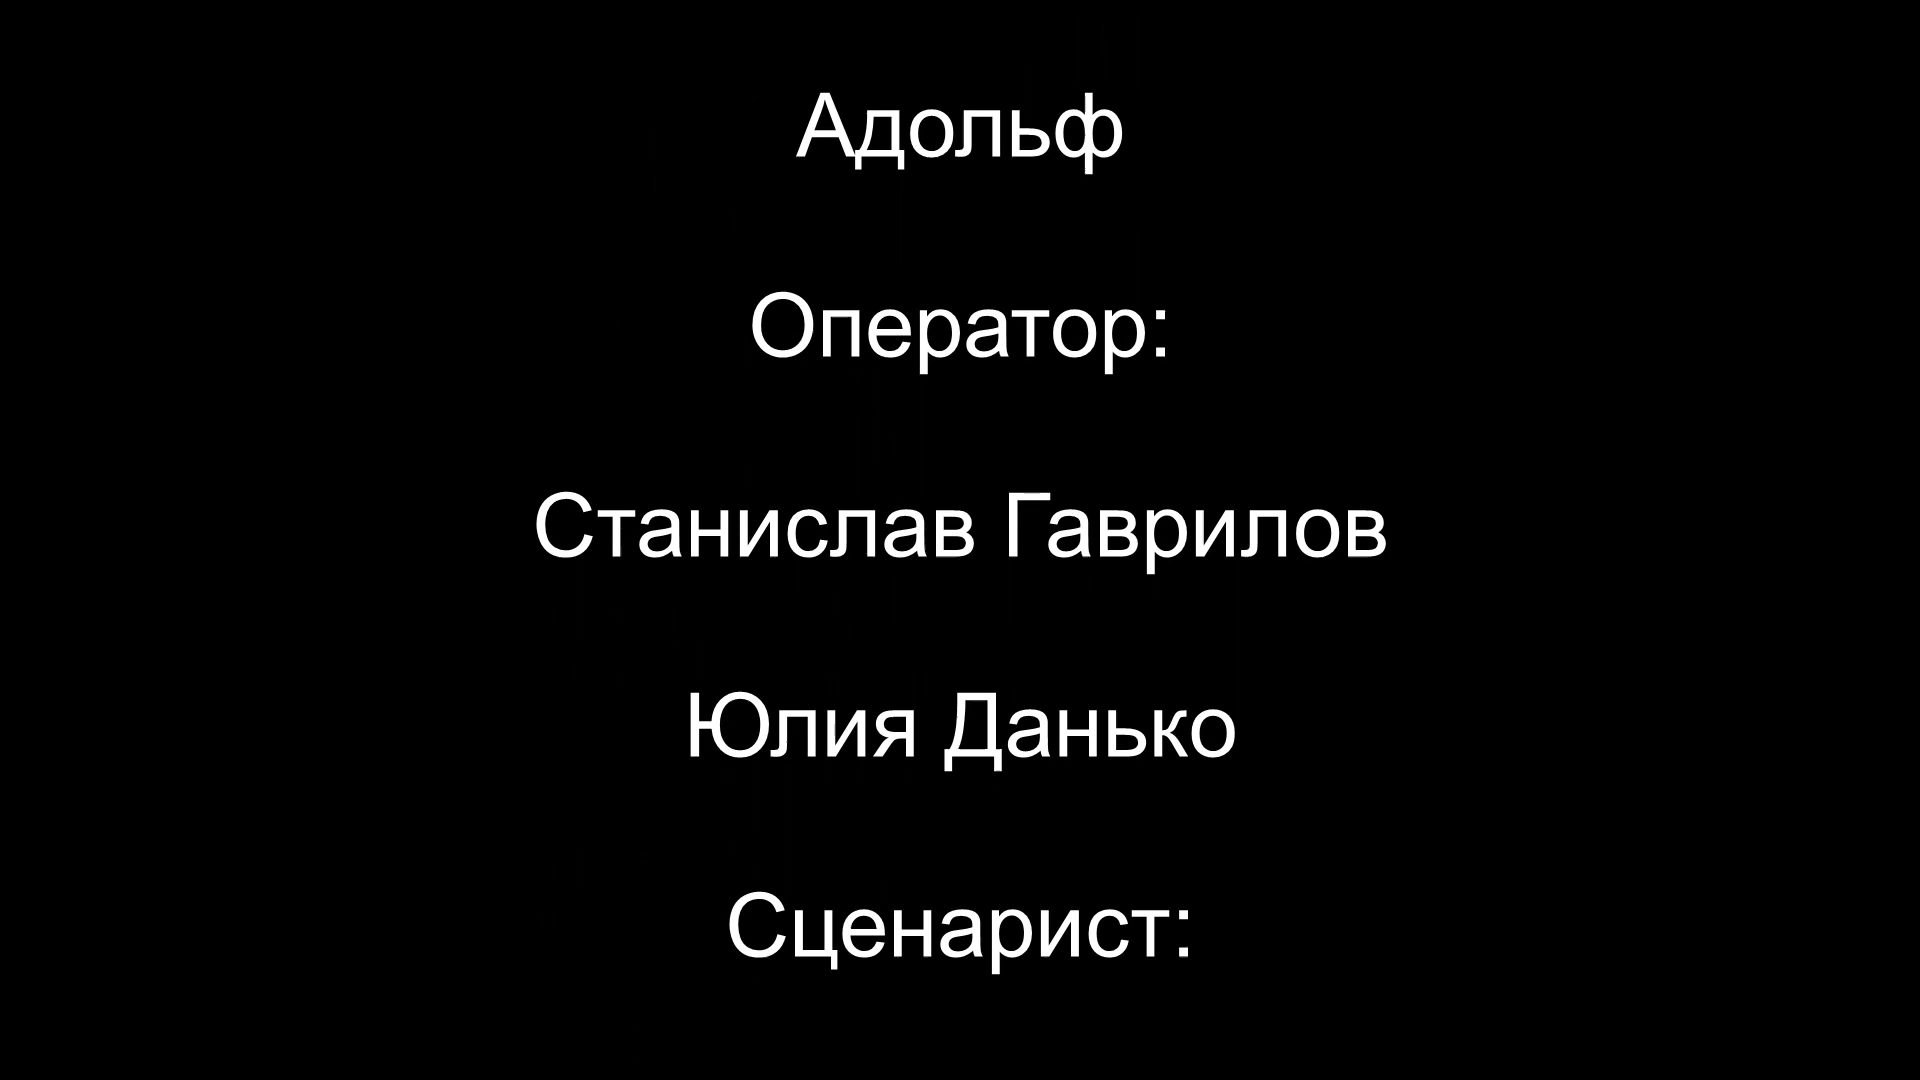 Адольф
Оператор:
Станислав Гаврилов
Юлия Данько
Сценарист: